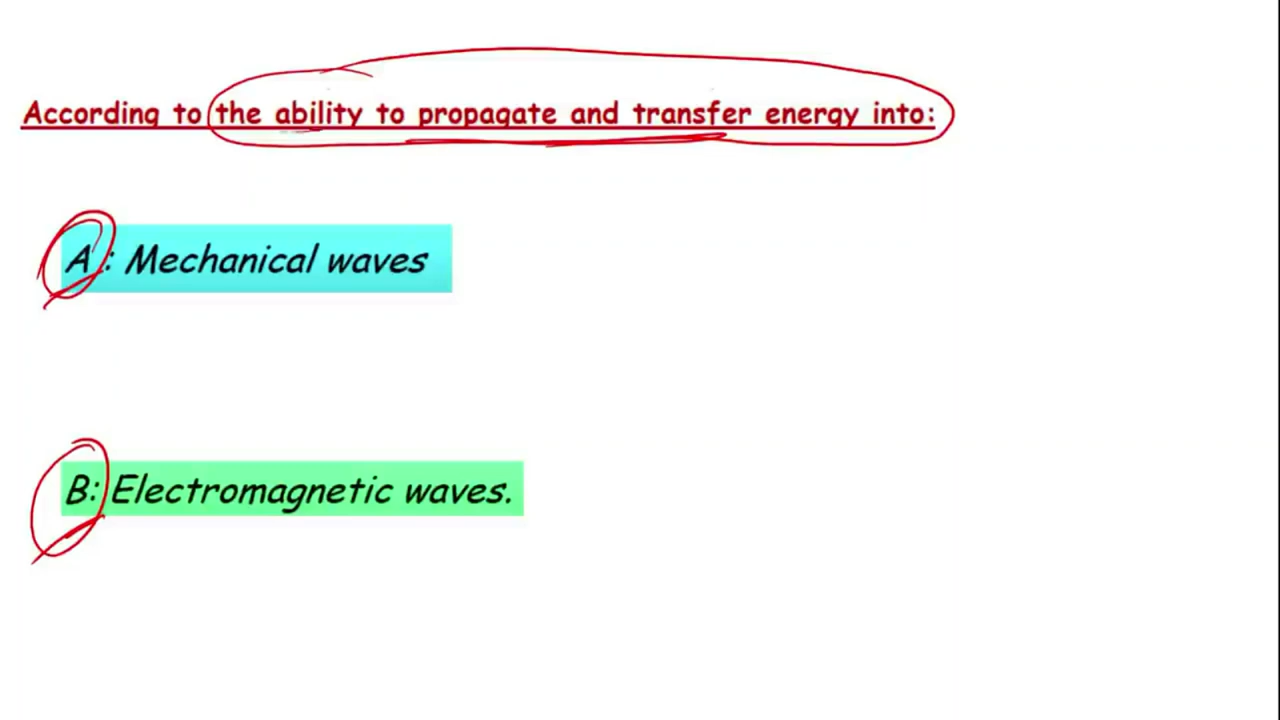 According to the ability to propagate and transfer energy into:
A : Mechanical waves
B: Electromagnetic waves.